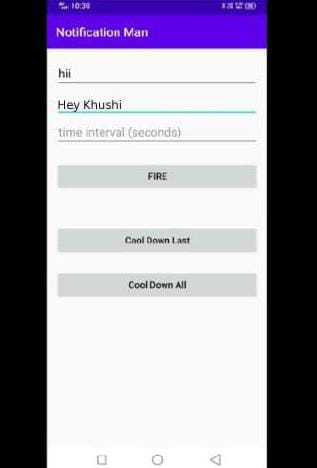 10:36
Notification Man
hii
Hey Khushi
time interval (seconds)
FIRE
Cool Down Last
Cool Down All